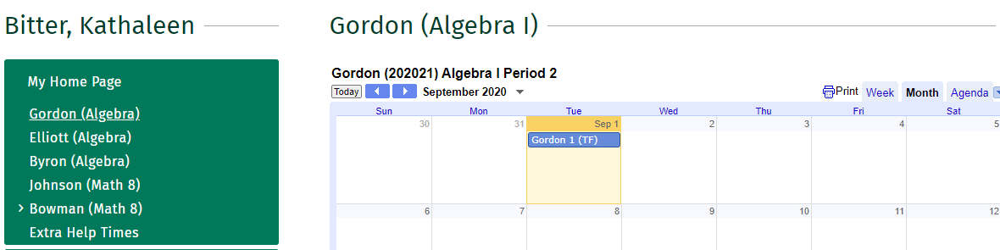 Bitter, Kathaleen
My Home Page
Gordon (Algebra)
Elliott (Algebra)
Byron (Algebra)
Johnson (Math 8)
Bowman (Math 8)
Extra Help Times
Gordon (Algebra I)
Gordon (202021) Algebra I Period 2
Today September 2020 Print Week Month Agenda
Sun Mon Tue Wed Thu Fri Sat
30 31 Sep 1 2 3 4 5
Gordon 1 (TF)
6 7 8 9 10 11 12